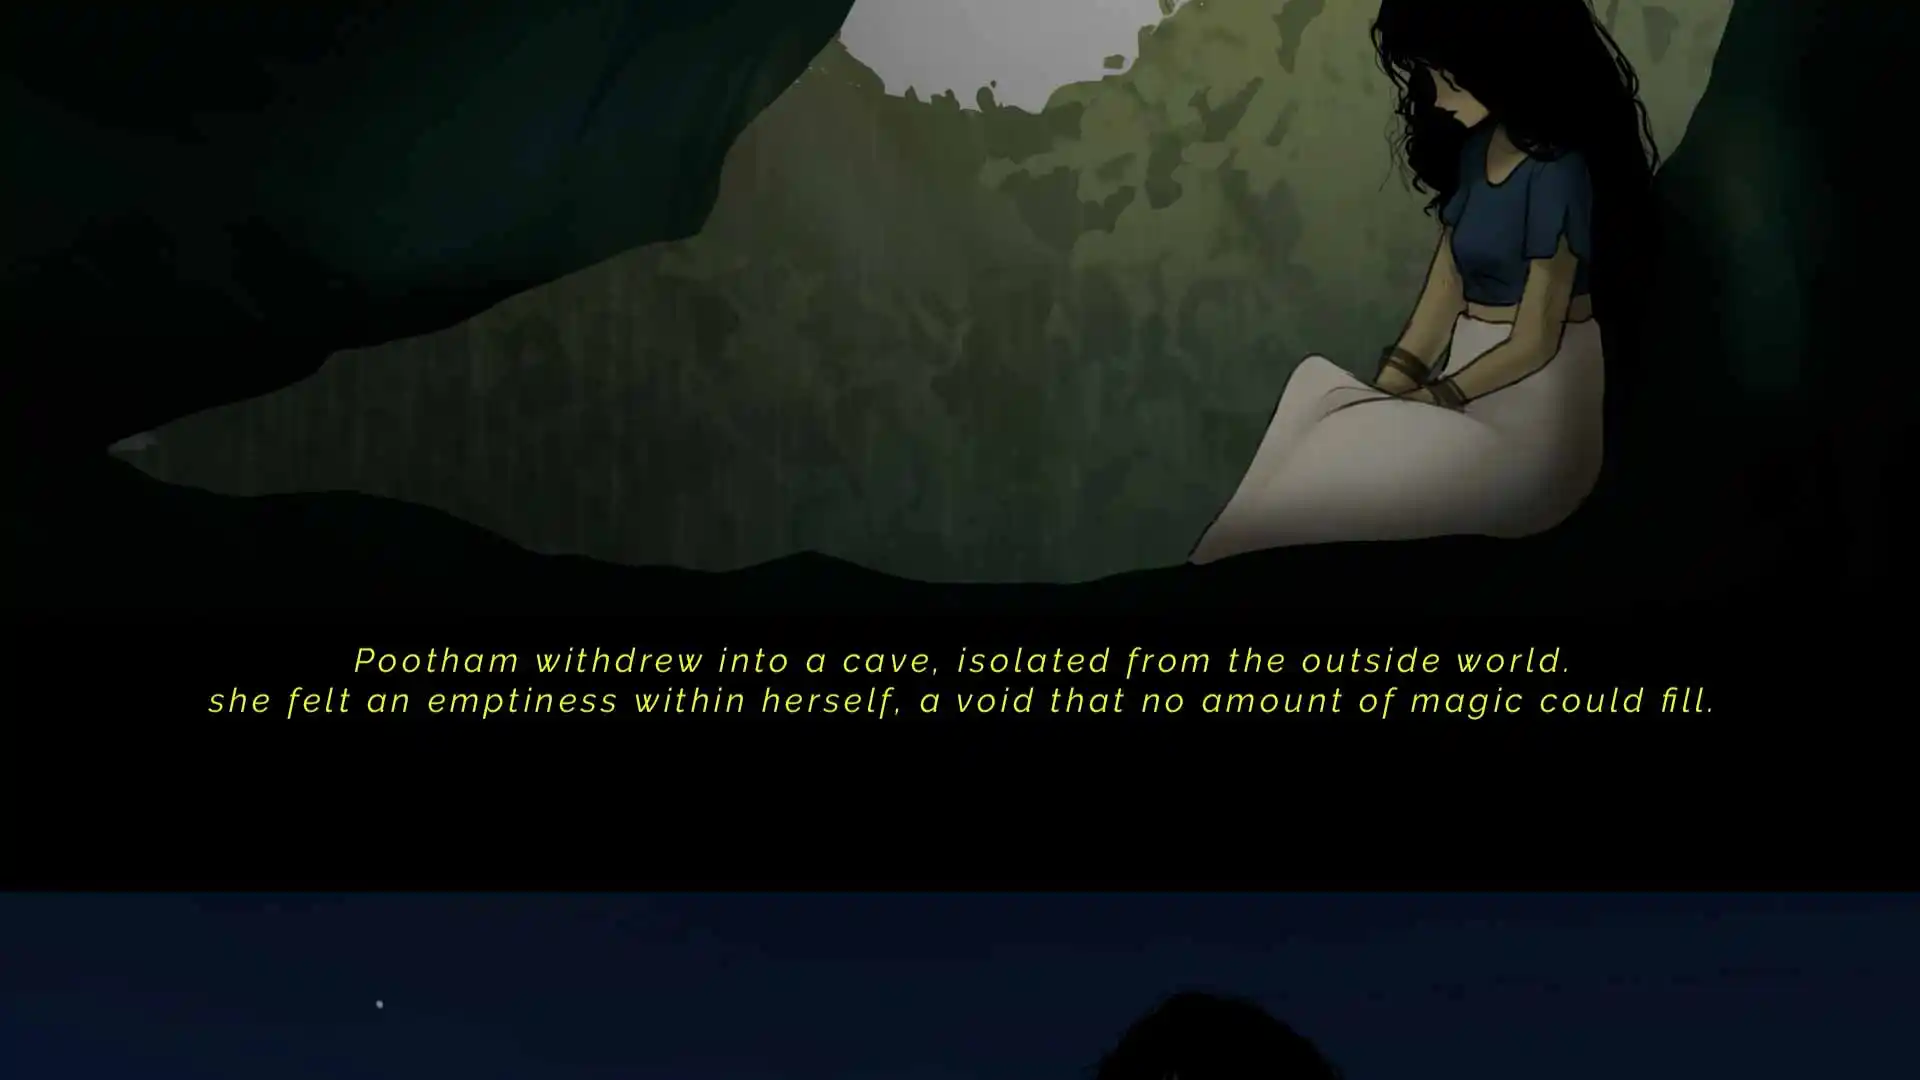 Pootham withdrew into a cave, isolated from the outside world.
she felt an emptiness within herself, a void that no amount of magic could fill.